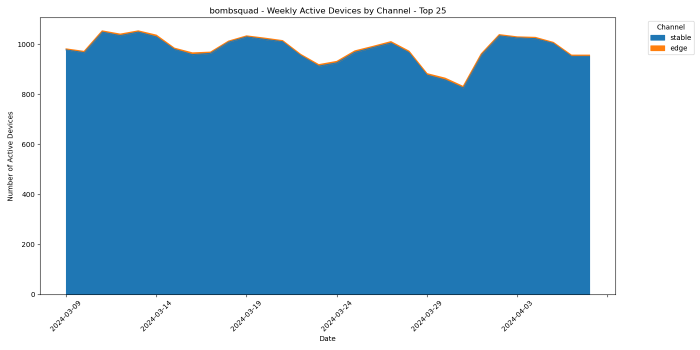 bombsquad - Weekly Active Devices by Channel - Top 25
Channel
stable
edge
Number of Active Devices
1000
800
600
400
200
0
2024-03-09
2024-03-14
2024-03-19
2024-03-24
2024-03-29
2024-04-03
Date